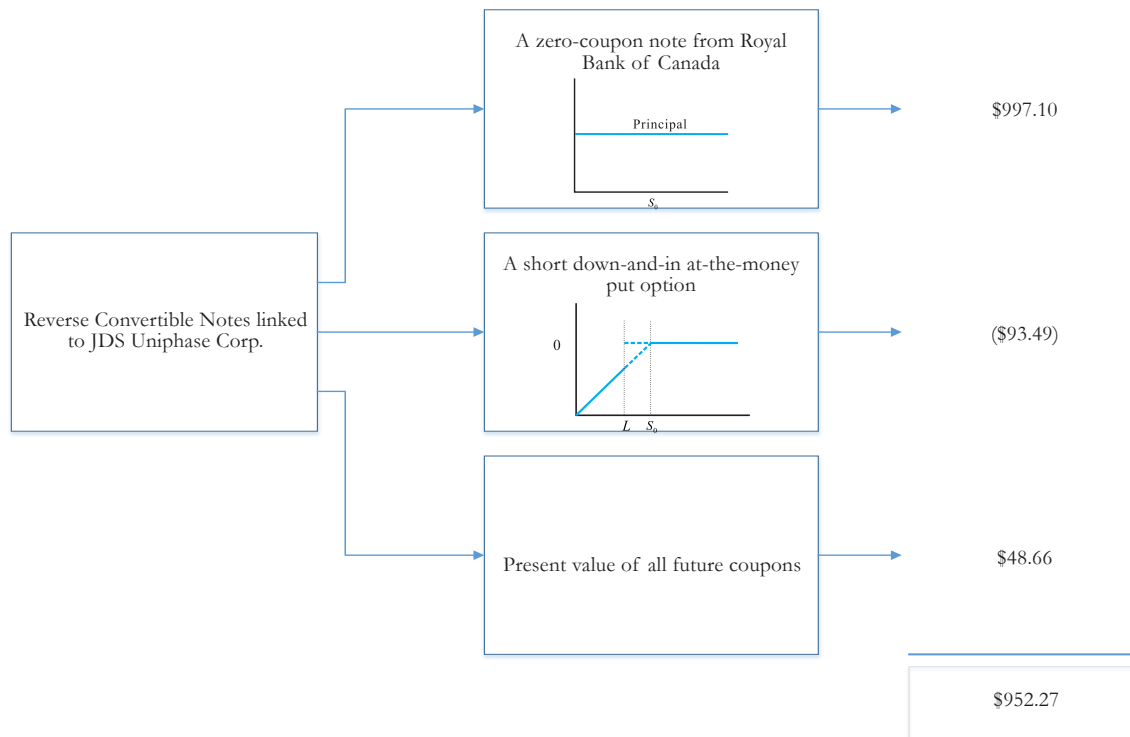 A zero-coupon note from Royal
Bank of Canada
Principal
S₀
$997.10
Reverse Convertible Notes linked
to JDS Uniphase Corp.
A short down-and-in at-the-money
put option
0
L S₀
($93.49)
Present value of all future coupons
$48.66
$952.27